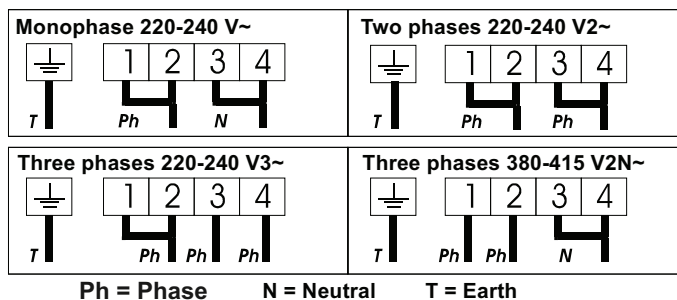 Monophase 220-240 V~
1 2 3 4
T Ph N
Two phases 220-240 V2~
1 2 3 4
T Ph Ph
Three phases 220-240 V3~
1 2 3 4
T Ph Ph Ph
Three phases 380-415 V2N~
1 2 3 4
T Ph Ph N
Ph = Phase N = Neutral T = Earth